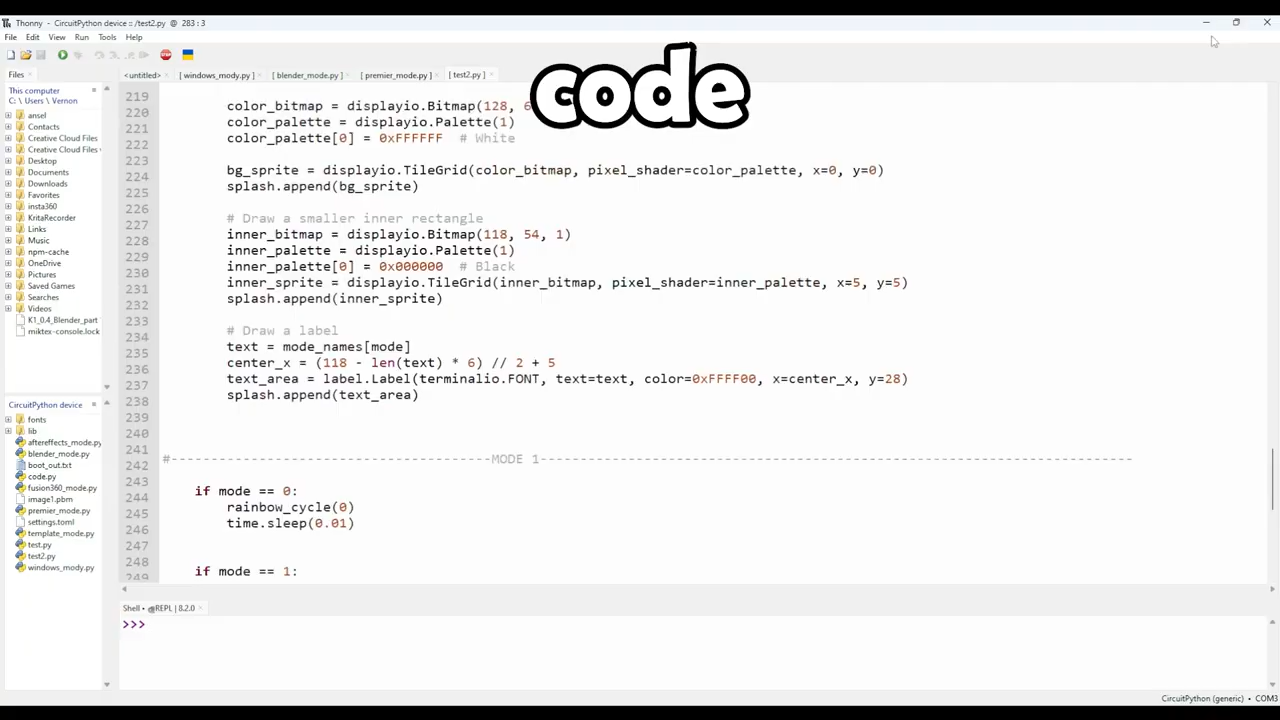 Thonny - CircuitPython device :: /test2.py @ 283 : 3
File Edit View Run Tools Help
code
Files
<untitled> [ windows_mody.py ] [ blender_mode.py ] [ premier_mode.py ] [ test2.py ]
This computer
C: \ Users \ Vernon
ansel
Contacts
Creative Cloud Files
Creative Cloud Files
Desktop
Documents
Downloads
Favorites
insta360
KritaRecorder
Links
Music
npm-cache
OneDrive
Pictures
Saved Games
Searches
Videos
K1_0.4_Blender_part
miktex-console.lock
CircuitPython device
fonts
lib
aftereffects_mode.py
blender_mode.py
boot_out.txt
code.py
fusion360_mode.py
image1.pbm
premier_mode.py
settings.toml
template_mode.py
test.py
test2.py
windows_mody.py
219
220 color_bitmap = displayio.Bitmap(128, 6
221 color_palette = displayio.Palette(1)
222 color_palette[0] = 0xFFFFFF # White
223
224 bg_sprite = displayio.TileGrid(color_bitmap, pixel_shader=color_palette, x=0, y=0)
225 splash.append(bg_sprite)
226
227 # Draw a smaller inner rectangle
228 inner_bitmap = displayio.Bitmap(118, 54, 1)
229 inner_palette = displayio.Palette(1)
230 inner_palette[0] = 0x000000 # Black
231 inner_sprite = displayio.TileGrid(inner_bitmap, pixel_shader=inner_palette, x=5, y=5)
232 splash.append(inner_sprite)
233
234 # Draw a label
235 text = mode_names[mode]
236 center_x = (118 - len(text) * 6) // 2 + 5
237 text_area = label.Label(terminalio.FONT, text=text, color=0xFFFF00, x=center_x, y=28)
238 splash.append(text_area)
239
240
241
242 #----------------------------------------MODE 1--------------------------------------------------------------------------
243
244 if mode == 0:
245 rainbow_cycle(0)
246 time.sleep(0.01)
247
248
249 if mode == 1:
Shell • @REPL | 8.2.0
>>>
CircuitPython (generic) • COM3